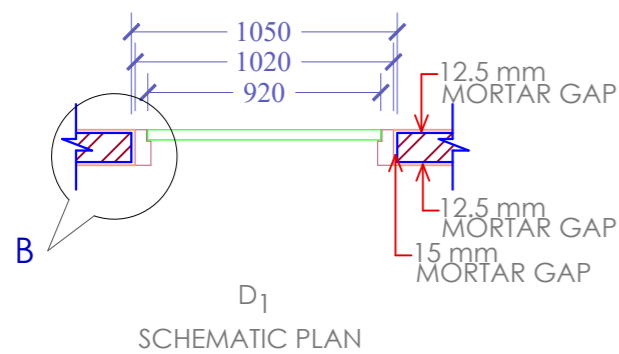 1050
1020
920
12.5 mm
MORTAR GAP
12.5 mm
MORTAR GAP
15 mm
MORTAR GAP
B
D1
SCHEMATIC PLAN